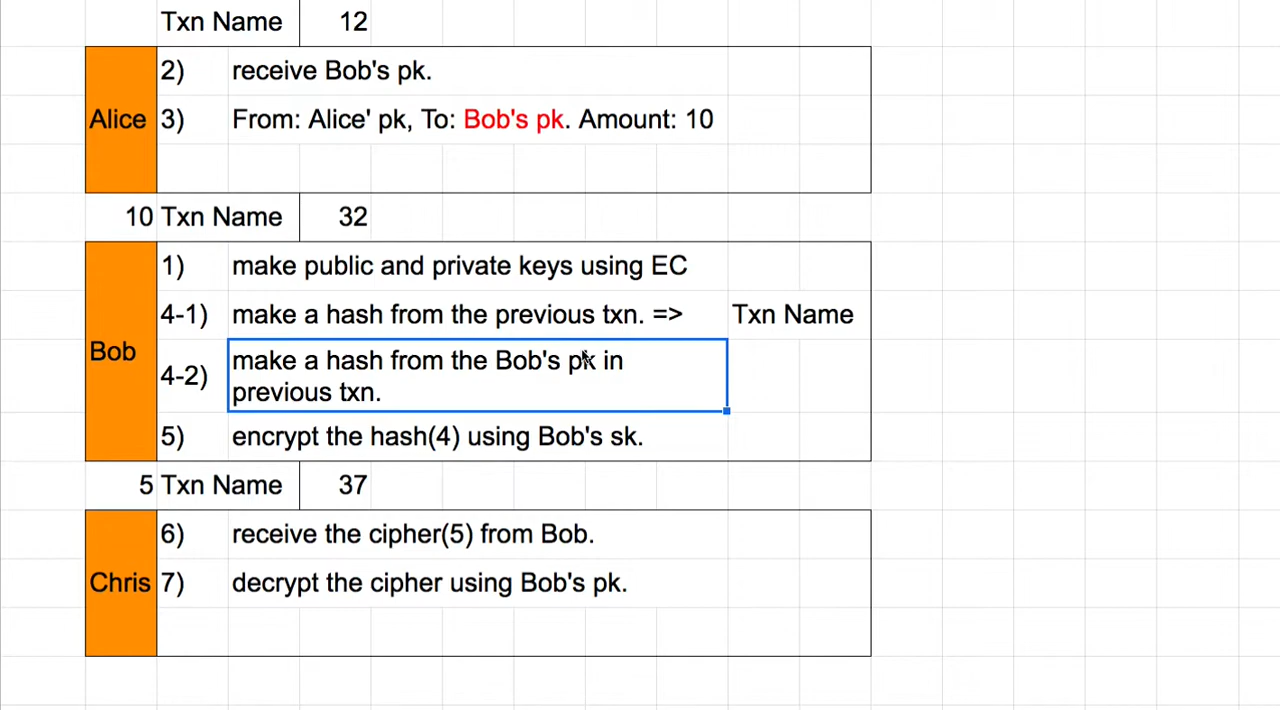 Txn Name 12
2) receive Bob's pk.
Alice 3) From: Alice' pk, To: Bob's pk. Amount: 10
10 Txn Name 32
1) make public and private keys using EC
4-1) make a hash from the previous txn. => Txn Name
Bob
4-2) make a hash from the Bob's pk in
previous txn.
5) encrypt the hash(4) using Bob's sk.
5 Txn Name 37
6) receive the cipher(5) from Bob.
Chris 7) decrypt the cipher using Bob's pk.